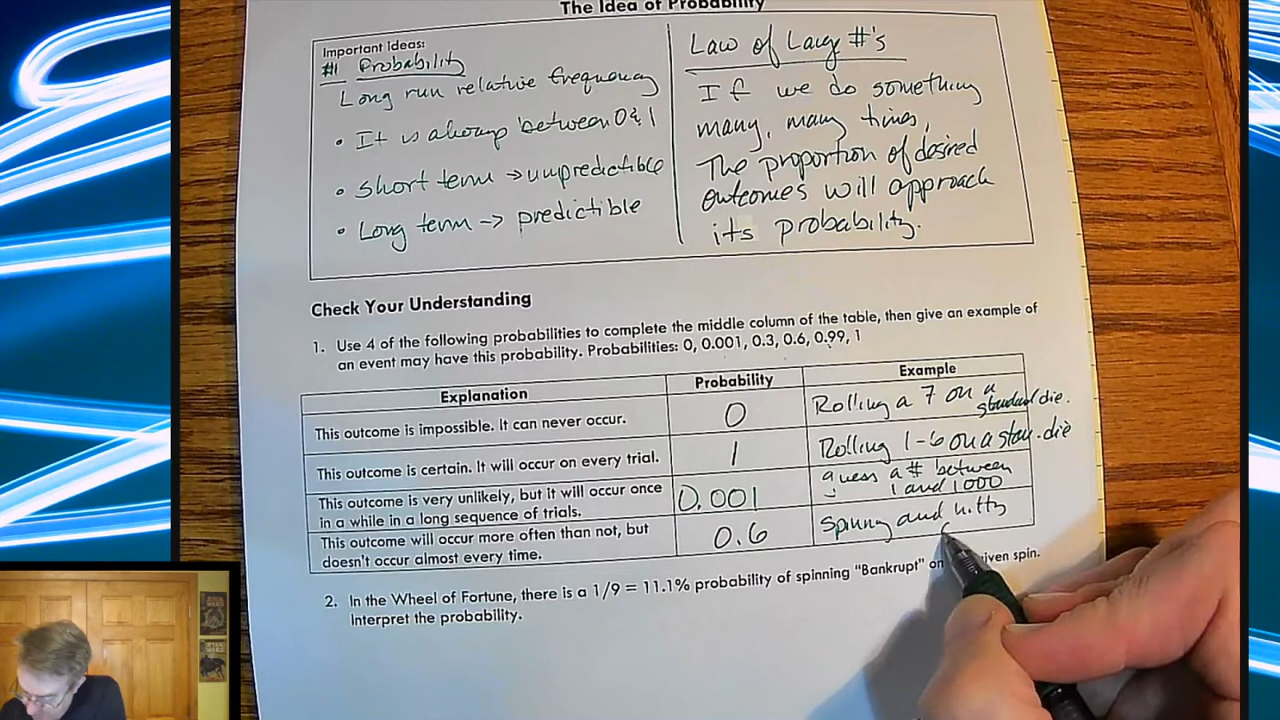 The Idea of Probability
Important Ideas:
#1 Probability
Long run relative frequency
• It is always between 0 & 1
• short term → unpredictible
• Long term → predictible
Law of Large #'s
If we do something
many, many times,
The proportion of desired
outcomes will approach
its probability.
Check Your Understanding
1. Use 4 of the following probabilities to complete the middle column of the table, then give an example of
an event may have this probability. Probabilities: 0, 0.001, 0.3, 0.6, 0.99, 1
Explanation Probability Example
This outcome is impossible. It can never occur. 0 Rolling a 7 on a
standard die.
This outcome is certain. It will occur on every trial. 1 Rolling 1-6 on a stan. die
This outcome is very unlikely, but it will occur once
in a while in a long sequence of trials. 0.001 guess a # between
1 and 1000
This outcome will occur more often than not, but
doesn't occur almost every time. 0.6 Spinning and hitting
2. In the Wheel of Fortune, there is a 1/9 = 11.1% probability of spinning "Bankrupt" on given spin.
Interpret the probability.